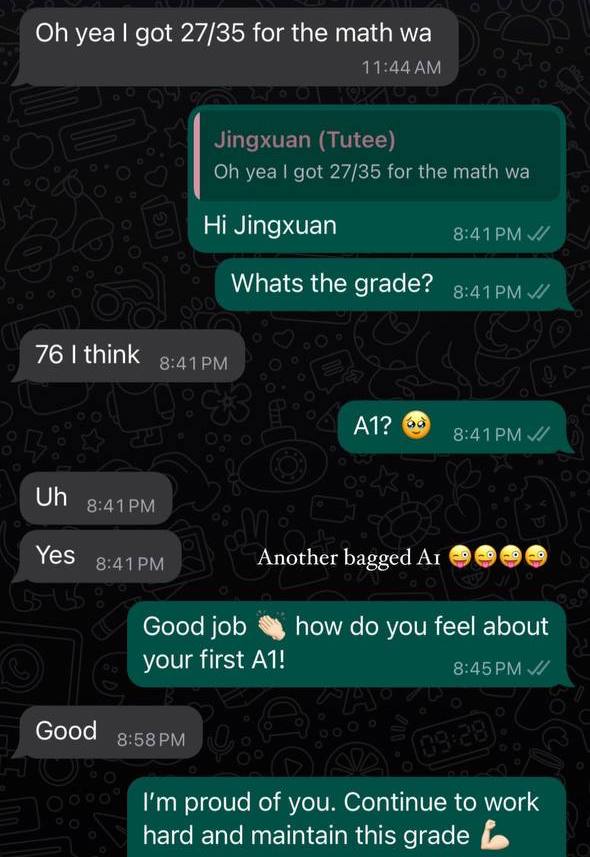 Oh yea I got 27/35 for the math wa
11:44 AM
Jingxuan (Tutee)
Oh yea I got 27/35 for the math wa
Hi Jingxuan 8:41 PM
Whats the grade? 8:41 PM
76 I think 8:41 PM
A1? 🥹 8:41 PM
Uh 8:41 PM
Yes 8:41 PM
Another bagged A1 😜😜😜😜
Good job 👏🏻 how do you feel about
your first A1! 8:45 PM
Good 8:58 PM
09:28
I'm proud of you. Continue to work
hard and maintain this grade 💪🏻